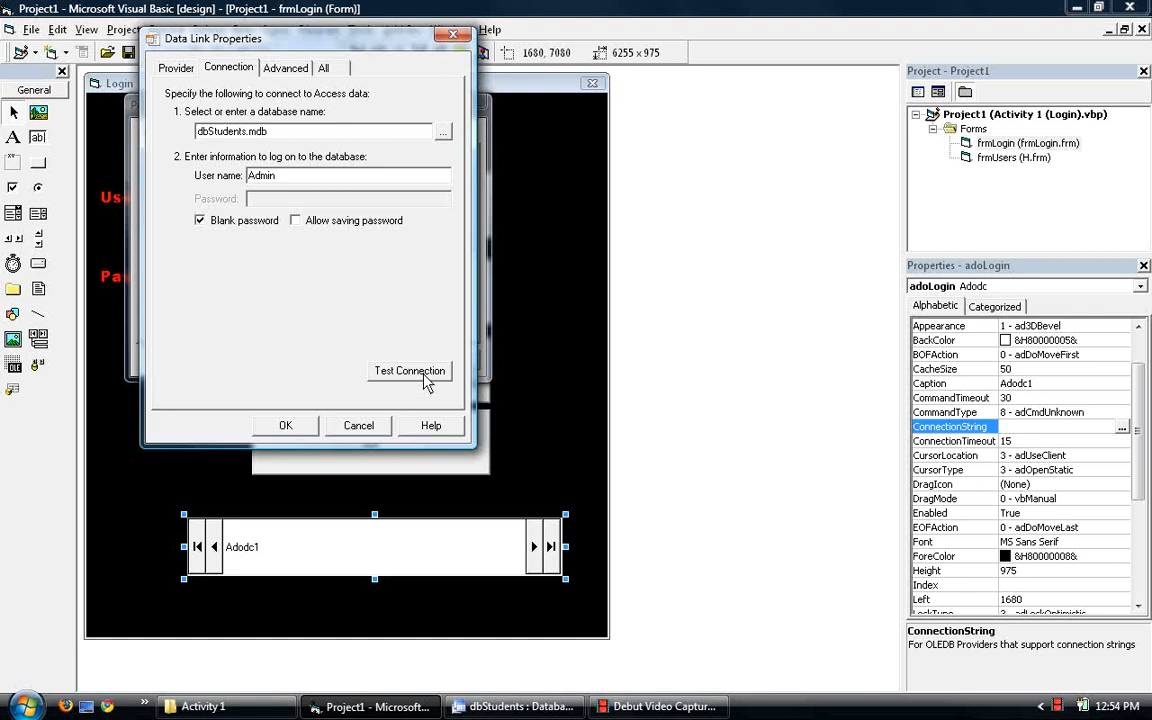 Project1 - Microsoft Visual Basic [design] - [Project1 - frmLogin (Form)]
File Edit View Project Help
1680, 7080 6255 x 975
General
Login
Data Link Properties
Provider Connection Advanced All
Specify the following to connect to Access data:
1. Select or enter a database name:
dbStudents.mdb
...
2. Enter information to log on to the database:
User name: Admin
Password:
Blank password Allow saving password
Test Connection
OK Cancel Help
Adodc1
Project - Project1
Project1 (Activity 1 (Login).vbp)
Forms
frmLogin (frmLogin.frm)
frmUsers (H.frm)
Properties - adoLogin
adoLogin Adodc
Alphabetic Categorized
Appearance 1 - ad3DBevel
BackColor &H80000005&
BOFAction 0 - adDoMoveFirst
CacheSize 50
Caption Adodc1
CommandTimeout 30
CommandType 8 - adCmdUnknown
ConnectionString ...
ConnectionTimeout 15
CursorLocation 3 - adUseClient
CursorType 3 - adOpenStatic
DragIcon (None)
DragMode 0 - vbManual
Enabled True
EOFAction 0 - adDoMoveLast
Font MS Sans Serif
ForeColor &H80000008&
Height 975
Index
Left 1680
LockType 3 - adLockOptimistic
ConnectionString
For OLEDB Providers that support connection strings
Activity 1
Project1 - Microsoft...
dbStudents : Databa...
Debut Video Captur...
12:54 PM